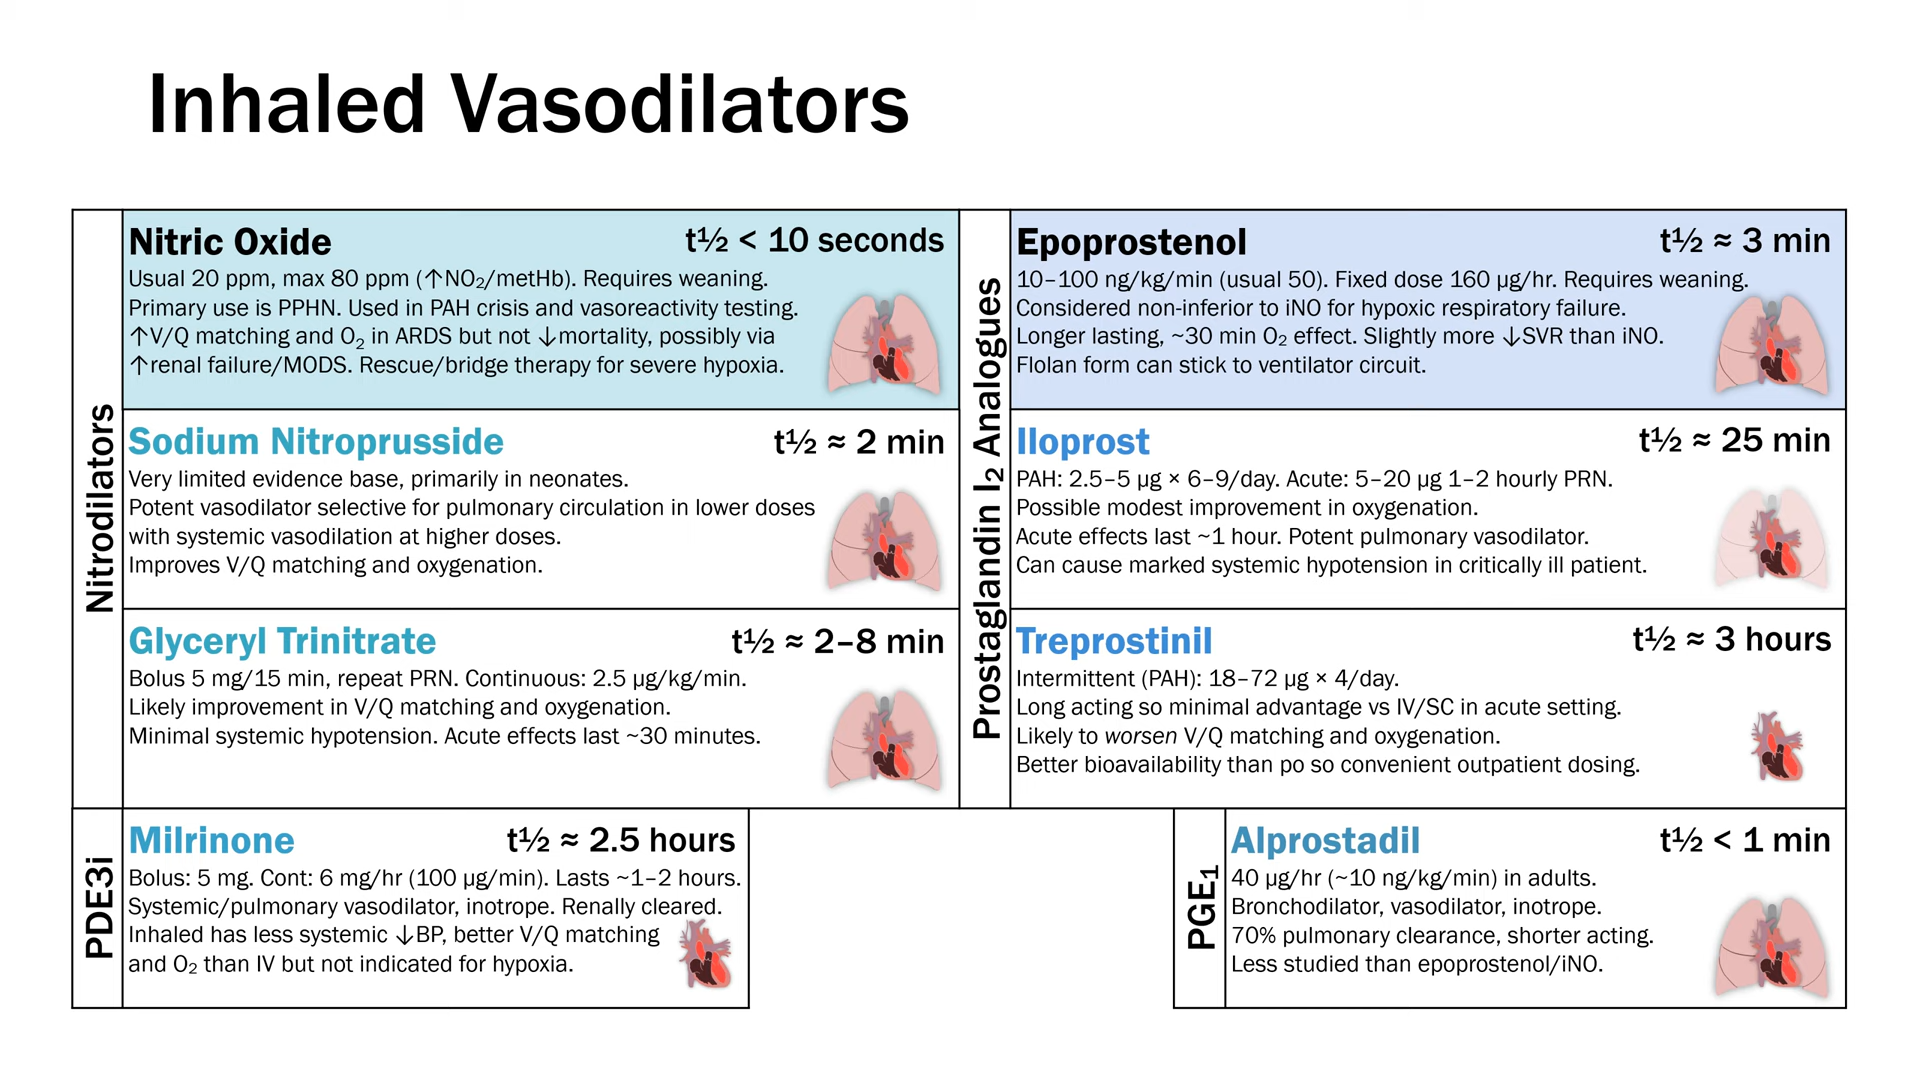 Inhaled Vasodilators
Nitrodilators
Nitric Oxide t½ < 10 seconds
Usual 20 ppm, max 80 ppm (↑NO₂/metHb). Requires weaning.
Primary use is PPHN. Used in PAH crisis and vasoreactivity testing.
↑V/Q matching and O₂ in ARDS but not ↓mortality, possibly via
↑renal failure/MODS. Rescue/bridge therapy for severe hypoxia.
Sodium Nitroprusside t½ ≈ 2 min
Very limited evidence base, primarily in neonates.
Potent vasodilator selective for pulmonary circulation in lower doses
with systemic vasodilation at higher doses.
Improves V/Q matching and oxygenation.
Glyceryl Trinitrate t½ ≈ 2–8 min
Bolus 5 mg/15 min, repeat PRN. Continuous: 2.5 µg/kg/min.
Likely improvement in V/Q matching and oxygenation.
Minimal systemic hypotension. Acute effects last ~30 minutes.
Prostaglandin I₂ Analogues
Epoprostenol t½ ≈ 3 min
10–100 ng/kg/min (usual 50). Fixed dose 160 µg/hr. Requires weaning.
Considered non-inferior to iNO for hypoxic respiratory failure.
Longer lasting, ~30 min O₂ effect. Slightly more ↓SVR than iNO.
Flolan form can stick to ventilator circuit.
Iloprost t½ ≈ 25 min
PAH: 2.5–5 µg × 6–9/day. Acute: 5–20 µg 1–2 hourly PRN.
Possible modest improvement in oxygenation.
Acute effects last ~1 hour. Potent pulmonary vasodilator.
Can cause marked systemic hypotension in critically ill patient.
Treprostinil t½ ≈ 3 hours
Intermittent (PAH): 18–72 µg × 4/day.
Long acting so minimal advantage vs IV/SC in acute setting.
Likely to worsen V/Q matching and oxygenation.
Better bioavailability than po so convenient outpatient dosing.
PDE3i
Milrinone t½ ≈ 2.5 hours
Bolus: 5 mg. Cont: 6 mg/hr (100 µg/min). Lasts ~1–2 hours.
Systemic/pulmonary vasodilator, inotrope. Renally cleared.
Inhaled has less systemic ↓BP, better V/Q matching
and O₂ than IV but not indicated for hypoxia.
PGE₁
Alprostadil t½ < 1 min
40 µg/hr (~10 ng/kg/min) in adults.
Bronchodilator, vasodilator, inotrope.
70% pulmonary clearance, shorter acting.
Less studied than epoprostenol/iNO.